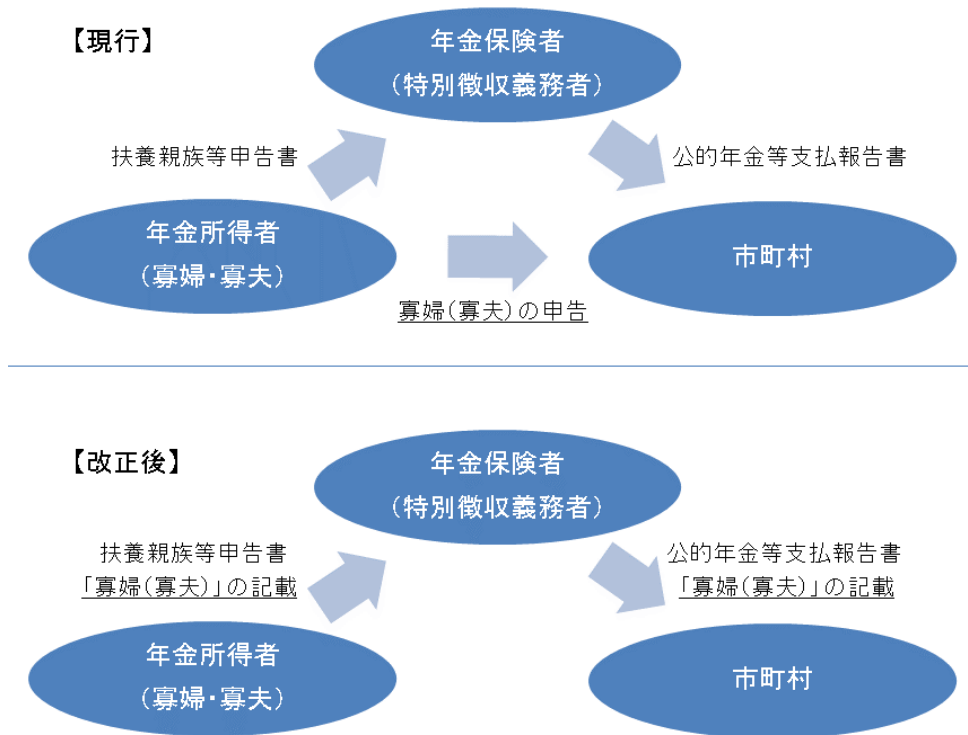 【現行】
年金保険者
(特別徴収義務者)
扶養親族等申告書
公的年金等支払報告書
年金所得者
(寡婦・寡夫)
市町村
寡婦(寡夫)の申告
【改正後】
年金保険者
(特別徴収義務者)
扶養親族等申告書
「寡婦(寡夫)」の記載
公的年金等支払報告書
「寡婦(寡夫)」の記載
年金所得者
(寡婦・寡夫)
市町村